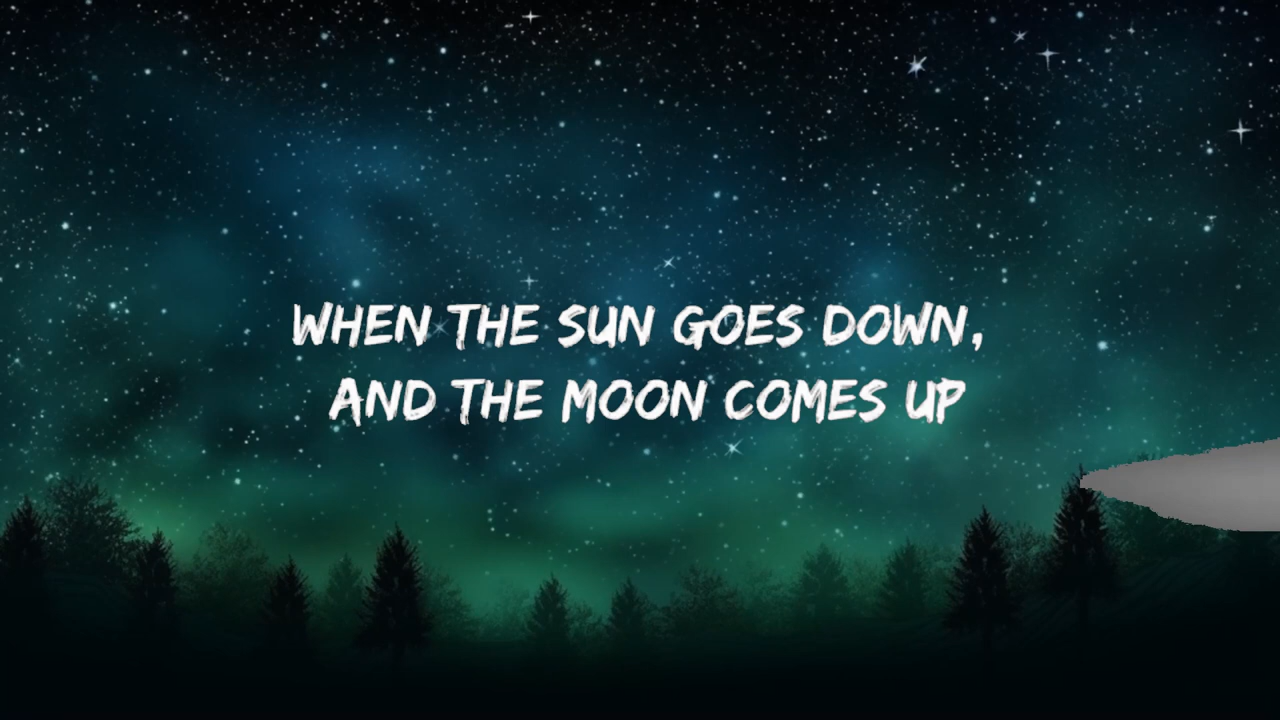 WHEN THE SUN GOES DOWN,
AND THE MOON COMES UP